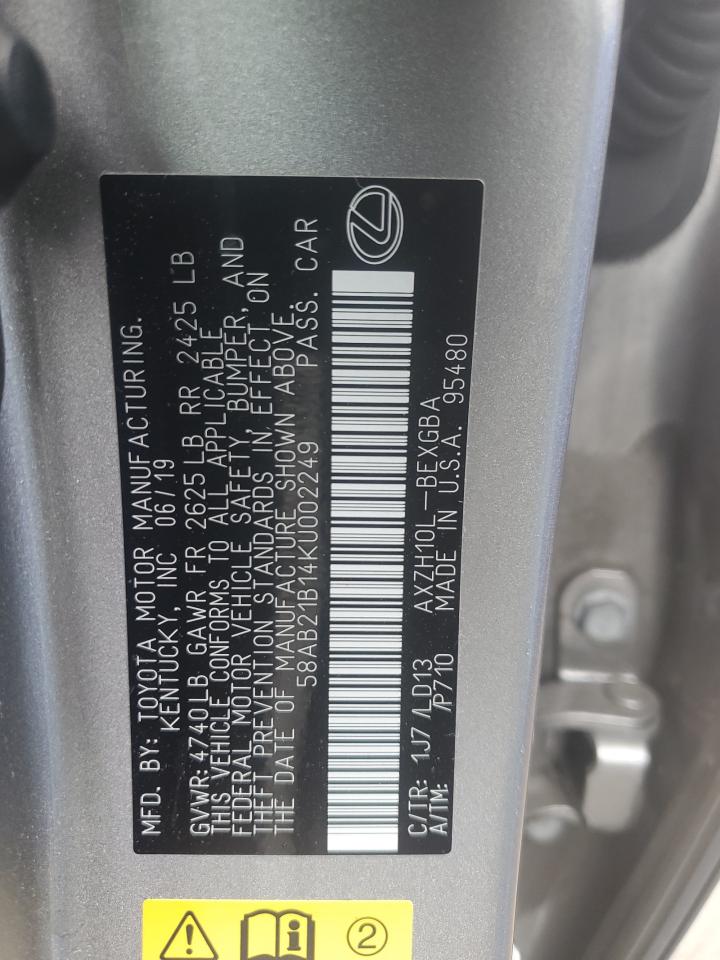 MFD. BY: TOYOTA MOTOR MANUFACTURING.
KENTUCKY, INC 06/19
GVWR: 4740LB GAWR FR 2625LB RR 2425 LB
THIS VEHICLE CONFORMS TO ALL APPLICABLE
FEDERAL MOTOR VEHICLE SAFETY, BUMPER, AND
THEFT PREVENTION STANDARDS IN EFFECT ON
THE DATE OF MANUFACTURE SHOWN ABOVE.
58AB21B14KU002249 PASS. CAR
C/TR: 1J7 /LD13 AXZH10L-BEXGBA
A/TM: /P710 MADE IN U.S.A. 95480
2